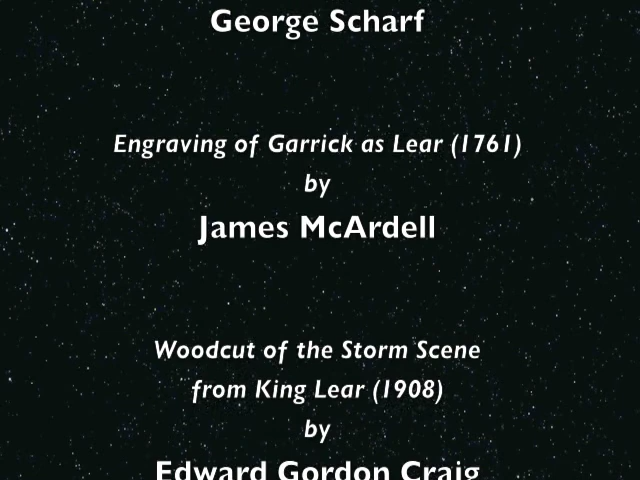 George Scharf
Engraving of Garrick as Lear (1761)
by
James McArdell
Woodcut of the Storm Scene
from King Lear (1908)
by
Edward Gordon Craig